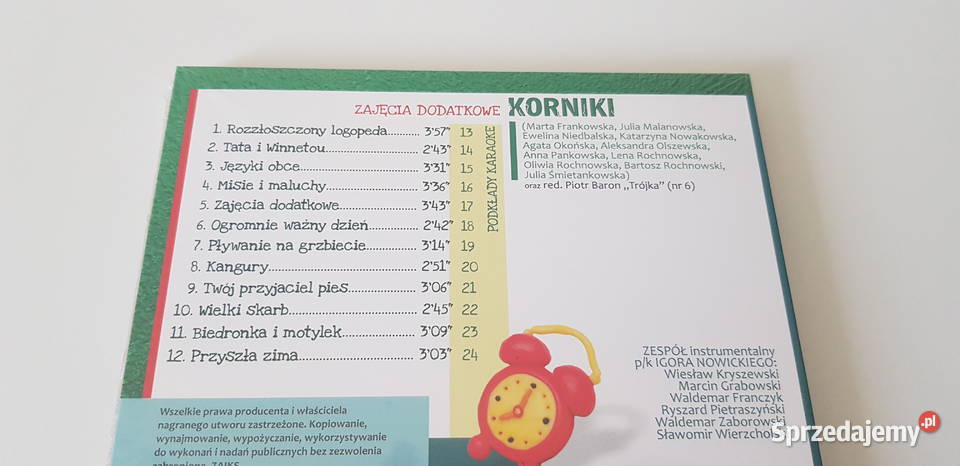 ZAJĘCIA DODATKOWE KORNIKI
1. Rozzłoszczony logopeda........... 3'57" 13
2. Tata i Winnetou........................ 2'43" 14
3. Języki obce............................... 3'31" 15
4. Misie i maluchy......................... 3'36" 16
5. Zajęcia dodatkowe.................... 3'43" 17
6. Ogromnie ważny dzień............. 2'42" 18
7. Pływanie na grzbiecie............... 3'14" 19
8. Kangury..................................... 2'51" 20
9. Twój przyjaciel pies................... 3'06" 21
10. Wielki skarb................................ 2'45" 22
11. Biedronka i motylek.................... 3'09" 23
12. Przyszła zima.............................. 3'03" 24
PODKŁADY KARAOKE
(Marta Frankowska, Julia Malanowska,
Ewelina Niedbalska, Katarzyna Nowakowska,
Agata Okońska, Aleksandra Olszewska,
Anna Pankowska, Lena Rochnowska,
Oliwia Rochnowska, Bartosz Rochnowski,
Julia Śmietankowska)
oraz red. Piotr Baron „Trójka" (nr 6)
ZESPÓŁ instrumentalny
p/k IGORA NOWICKIEGO:
Wiesław Kryszewski
Marcin Grabowski
Waldemar Franczyk
Ryszard Pietraszyński
Waldemar Zaborowski
Sławomir
Wszelkie prawa producenta i właściciela
nagranego utworu zastrzeżone. Kopiowanie,
wynajmowanie, wypożyczanie, wykorzystywanie
do wykonań i nadań publicznych bez zezwolenia
zabronione. ZAIKS
Sprzedajemy.pl